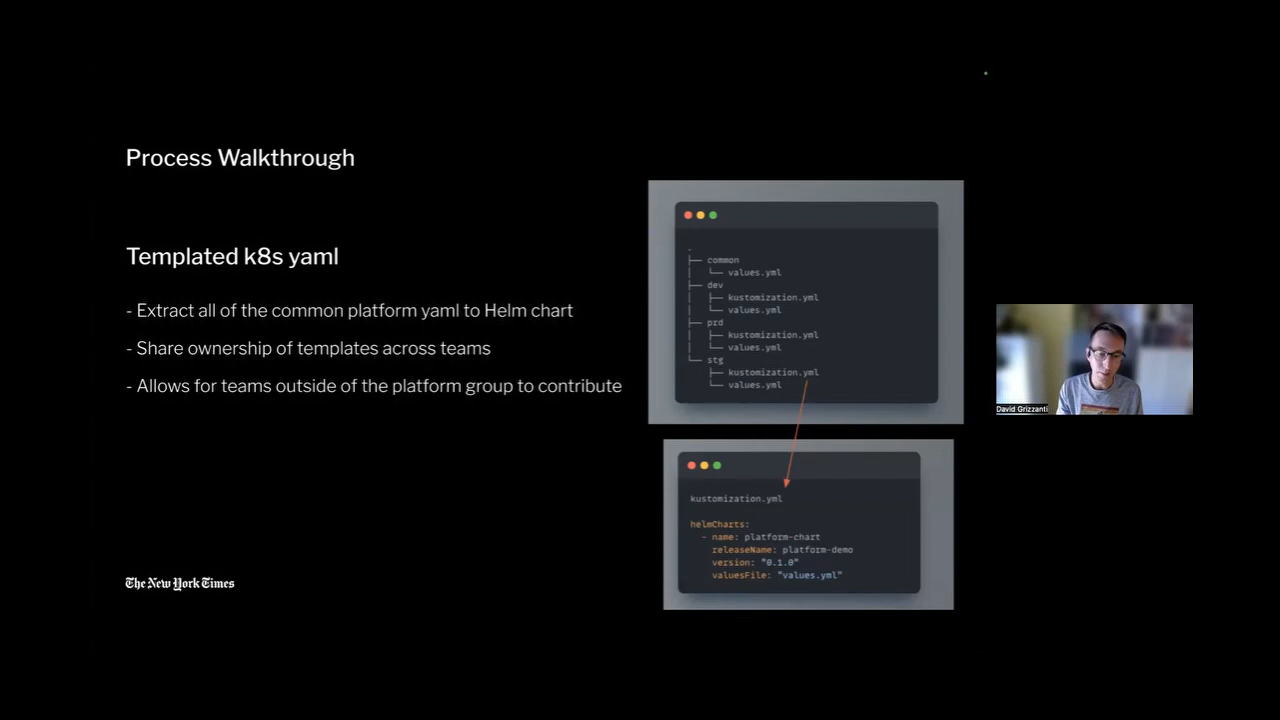 Process Walkthrough
Templated k8s yaml
- Extract all of the common platform yaml to Helm chart
- Share ownership of templates across teams
- Allows for teams outside of the platform group to contribute
The New York Times
.
├── common
│   └── values.yml
├── dev
│   ├── kustomization.yml
│   └── values.yml
├── prd
│   ├── kustomization.yml
│   └── values.yml
└── stg
    ├── kustomization.yml
    └── values.yml
kustomization.yml
helmCharts:
  - name: platform-chart
    releaseName: platform-demo
    version: "0.1.0"
    valuesFile: "values.yml"
David Grizzanti